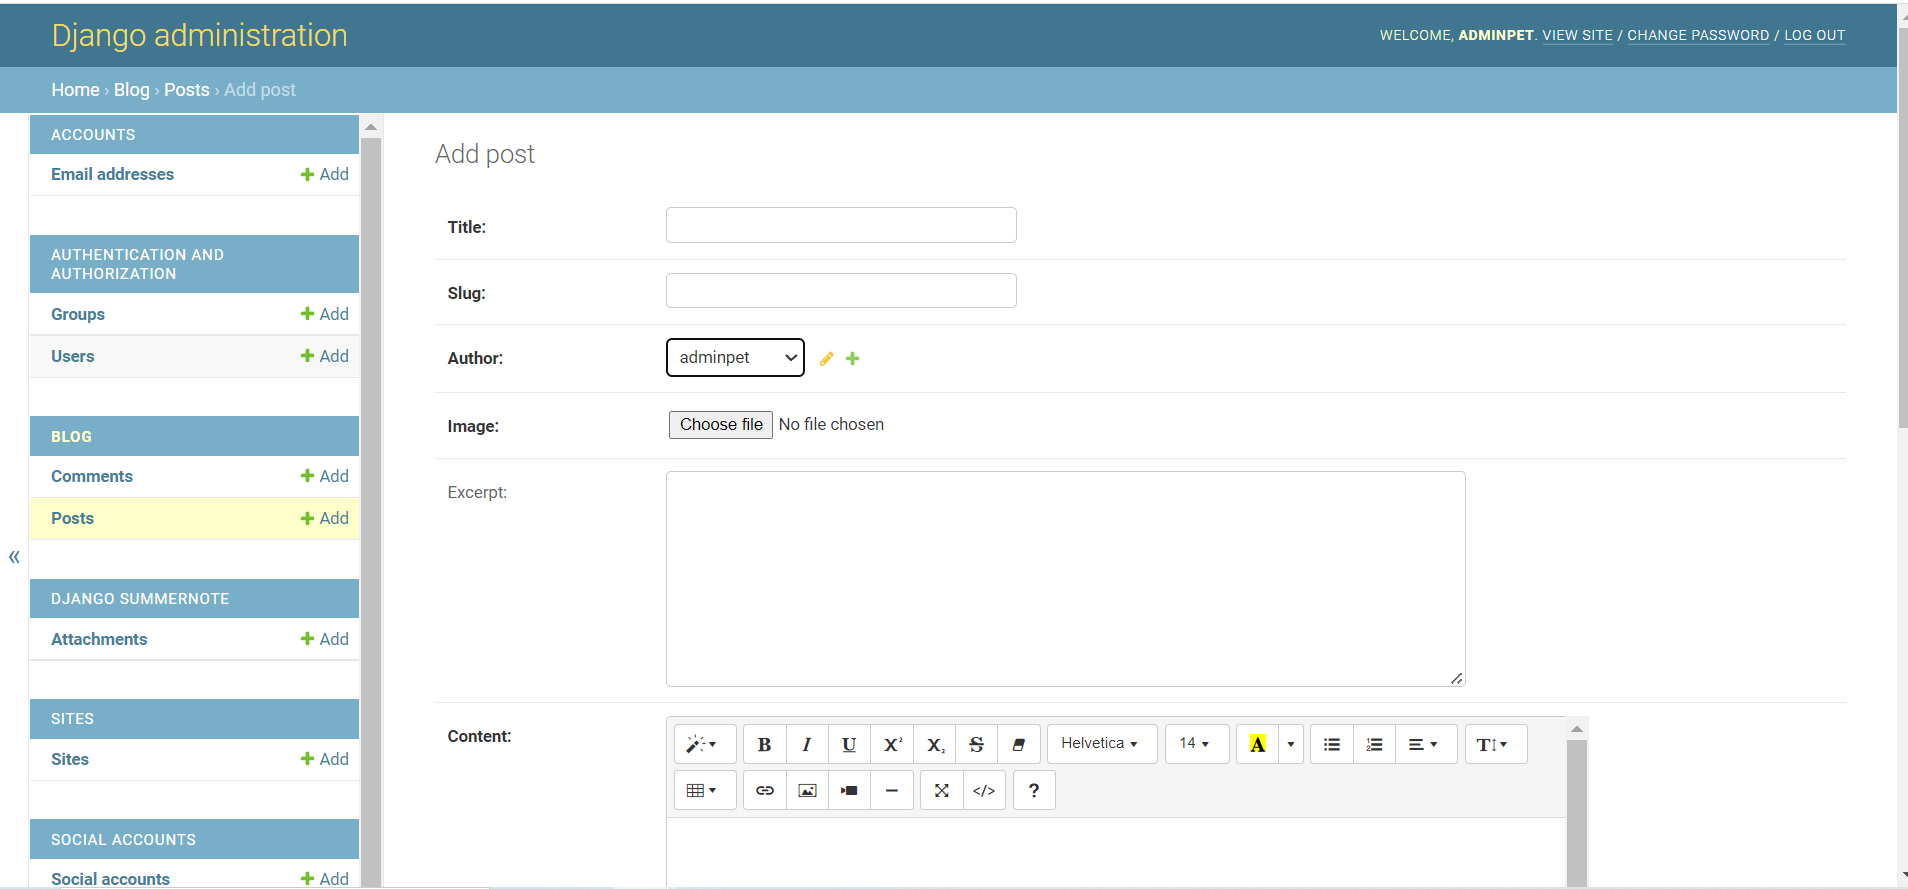 Django administration
WELCOME, ADMINPET. VIEW SITE / CHANGE PASSWORD / LOG OUT
Home › Blog › Posts › Add post
ACCOUNTS
Email addresses
Add
AUTHENTICATION AND
AUTHORIZATION
Groups
Add
Users
Add
BLOG
Comments
Add
Posts
Add
«
DJANGO SUMMERNOTE
Attachments
Add
SITES
Sites
Add
SOCIAL ACCOUNTS
Social accounts
Add
Add post
Title:
Slug:
Author:
adminpet
Image:
Choose file No file chosen
Excerpt:
Content:
B I U X² X₂ S Helvetica 14 A T
</> ?